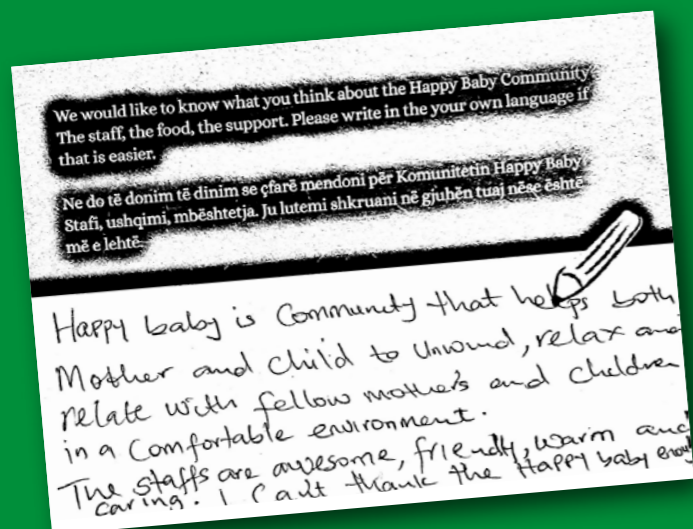 We would like to know what you think about the Happy Baby Community
The staff, the food, the support. Please write in the your own language if
that is easier.
Ne do të donim të dinim se çfarë mendoni për Komunitetin Happy Baby
Stafi, ushqimi, mbështetja. Ju lutemi shkruani në gjuhën tuaj nëse është
më e lehtë.
Happy baby is Community that helps both
Mother and Child to Unwind, relax and
relate with fellow mothers and children
in a Comfortable environment.
The staffs are awesome, friendly, warm and
caring. I can't thank the Happy baby enough